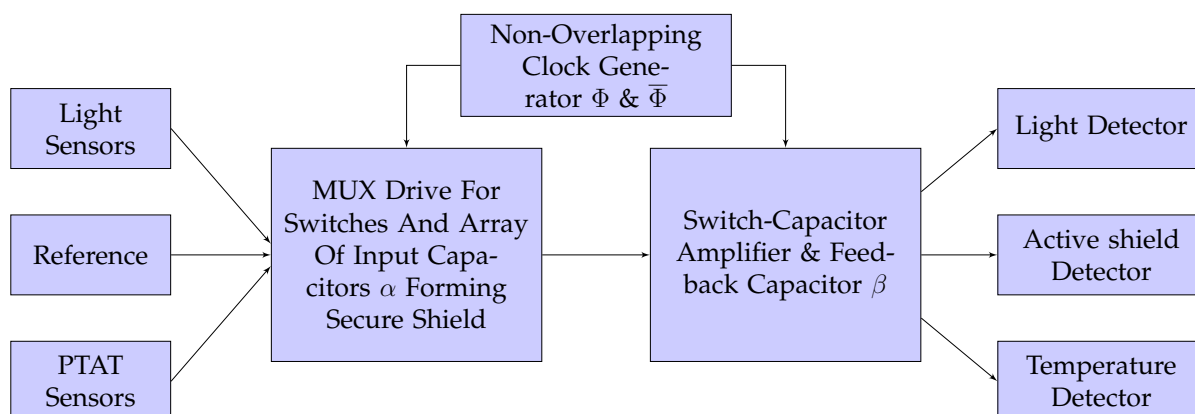 Non-Overlapping
Clock Gene-
rator Φ & Φ̅
Light
Sensors
Reference
PTAT
Sensors
MUX Drive For
Switches And Array
Of Input Capa-
citors α Forming
Secure Shield
Switch-Capacitor
Amplifier & Feed-
back Capacitor β
Light Detector
Active shield
Detector
Temperature
Detector